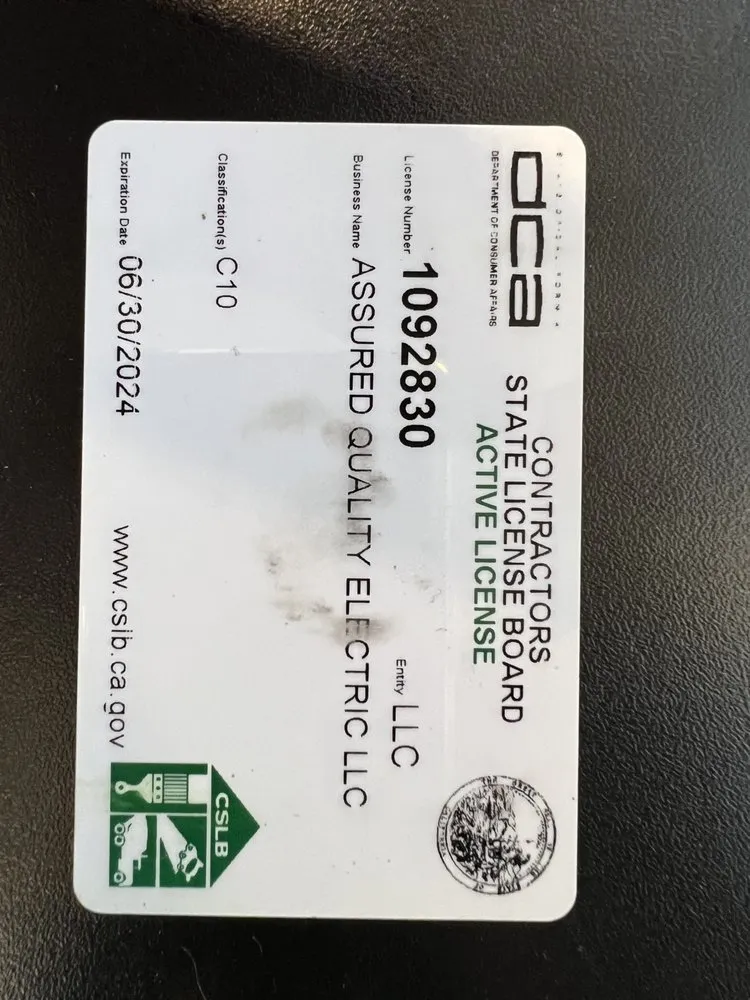 dca
DEPARTMENT OF CONSUMER AFFAIRS
CONTRACTORS
STATE LICENSE BOARD
ACTIVE LICENSE
License Number 1092830
Entity LLC
Business Name ASSURED QUALITY ELECTRIC LLC
Classification(s) C10
Expiration Date 06/30/2024
www.cslb.ca.gov
CSLB